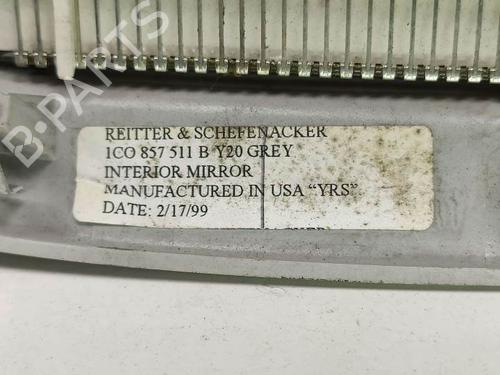 B-PARTS
REITTER & SCHEFENACKER
1CO 857 511 B Y20 GREY
INTERIOR MIRROR
MANUFACTURED IN USA “YRS”
DATE: 2/17/99